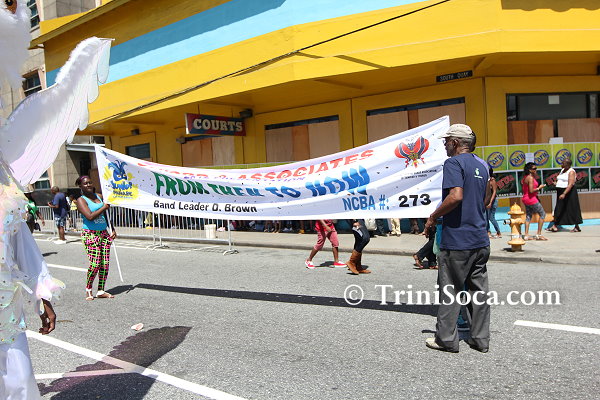 SOUTH QUAY
COURTS
& ASSOCIATES
FROM THEN TO NOW
Band Leader D. Brown
NCBA #: 273
© TriniSoca.com